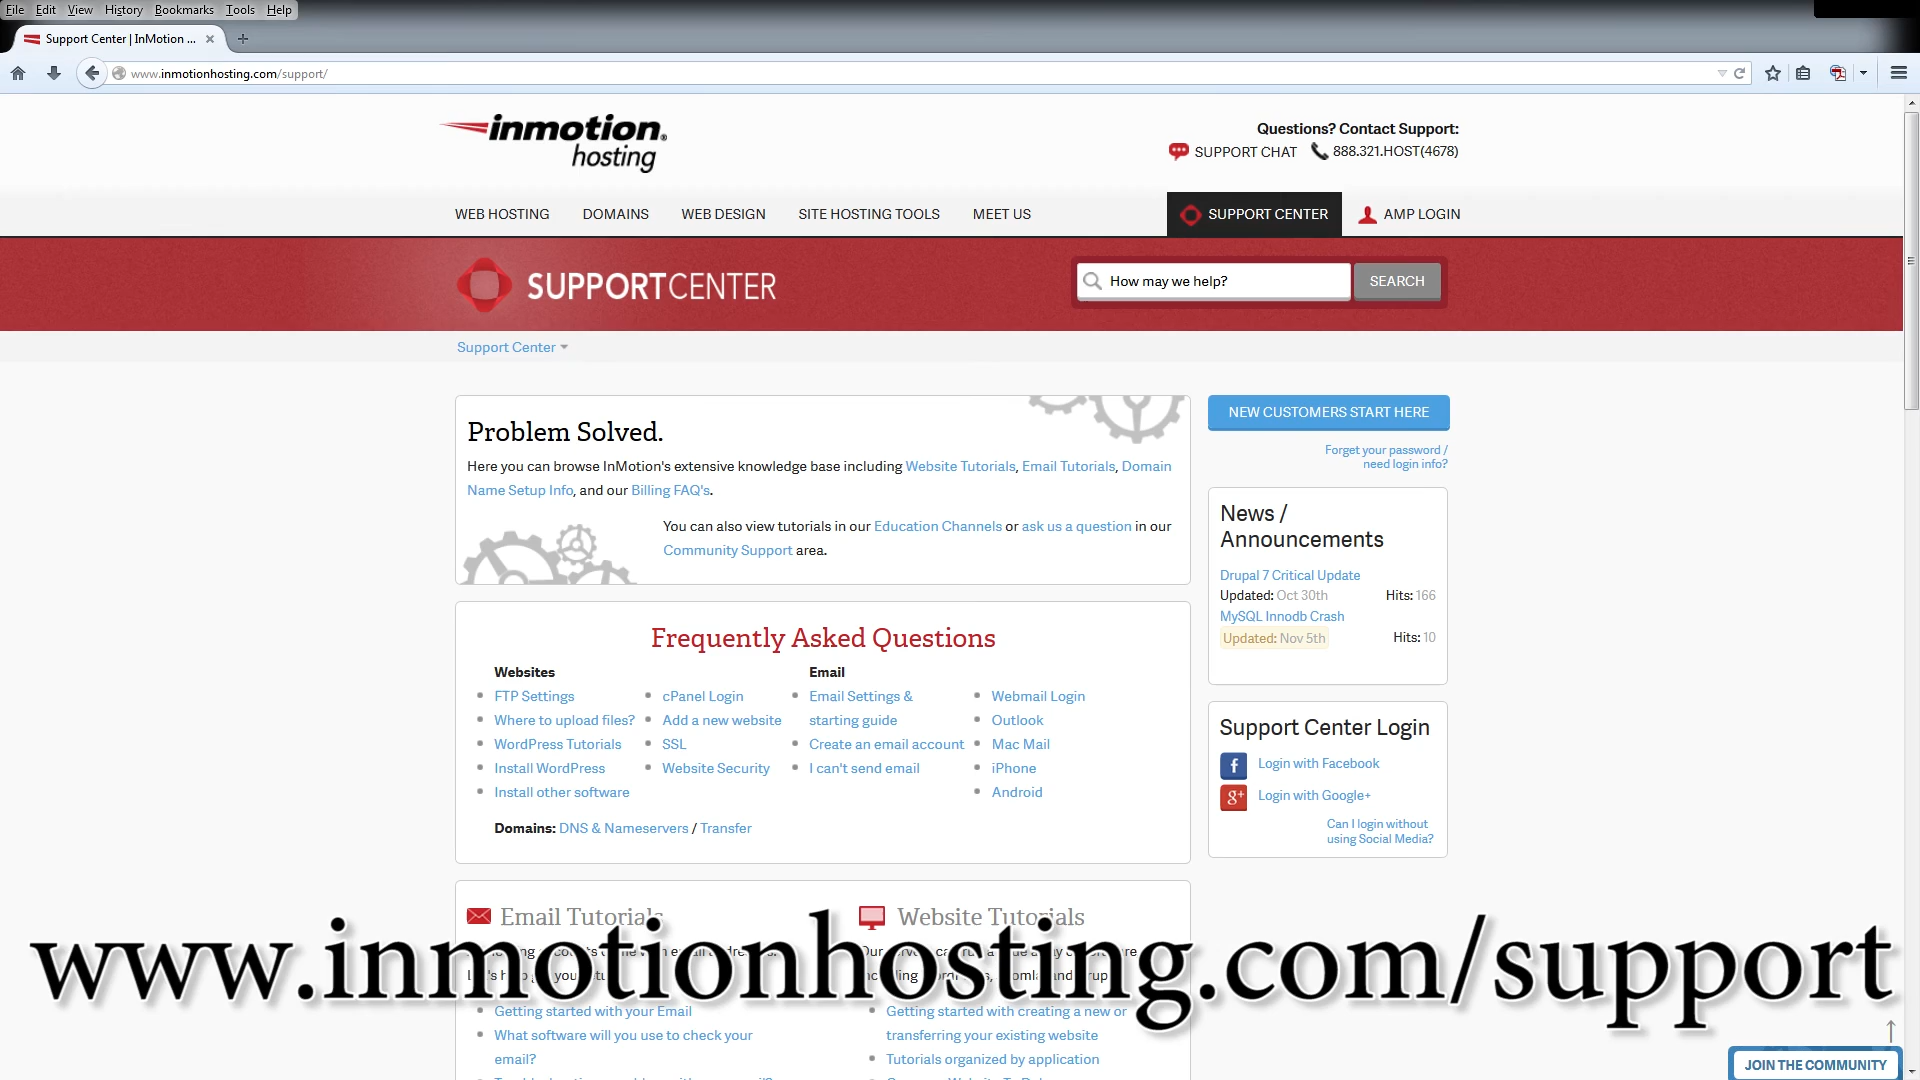 File Edit View History Bookmarks Tools Help
Support Center | InMotion ...
www.inmotionhosting.com/support/
inmotion®
hosting
Questions? Contact Support:
SUPPORT CHAT 888.321.HOST(4678)
WEB HOSTING DOMAINS WEB DESIGN SITE HOSTING TOOLS MEET US SUPPORT CENTER AMP LOGIN
SUPPORTCENTER How may we help? SEARCH
Support Center
Problem Solved.
Here you can browse InMotion's extensive knowledge base including Website Tutorials, Email Tutorials, Domain
Name Setup Info, and our Billing FAQ's.
You can also view tutorials in our Education Channels or ask us a question in our
Community Support area.
NEW CUSTOMERS START HERE
Forget your password /
need login info?
News /
Announcements
Drupal 7 Critical Update
Updated: Oct 30th Hits: 166
MySQL Innodb Crash
Updated: Nov 5th Hits: 10
Frequently Asked Questions
Websites
FTP Settings
Where to upload files?
WordPress Tutorials
Install WordPress
Install other software
cPanel Login
Add a new website
SSL
Website Security
Email
Email Settings &
starting guide
Create an email account
I can't send email
Webmail Login
Outlook
Mac Mail
iPhone
Android
Domains: DNS & Nameservers / Transfer
Support Center Login
f Login with Facebook
g+ Login with Google+
Can I login without
using Social Media?
Email Tutorials
Website Tutorials
www.inmotionhosting.com/support
Getting started with your Email
What software will you use to check your
email?
Getting started with creating a new or
transferring your existing website
Tutorials organized by application
JOIN THE COMMUNITY